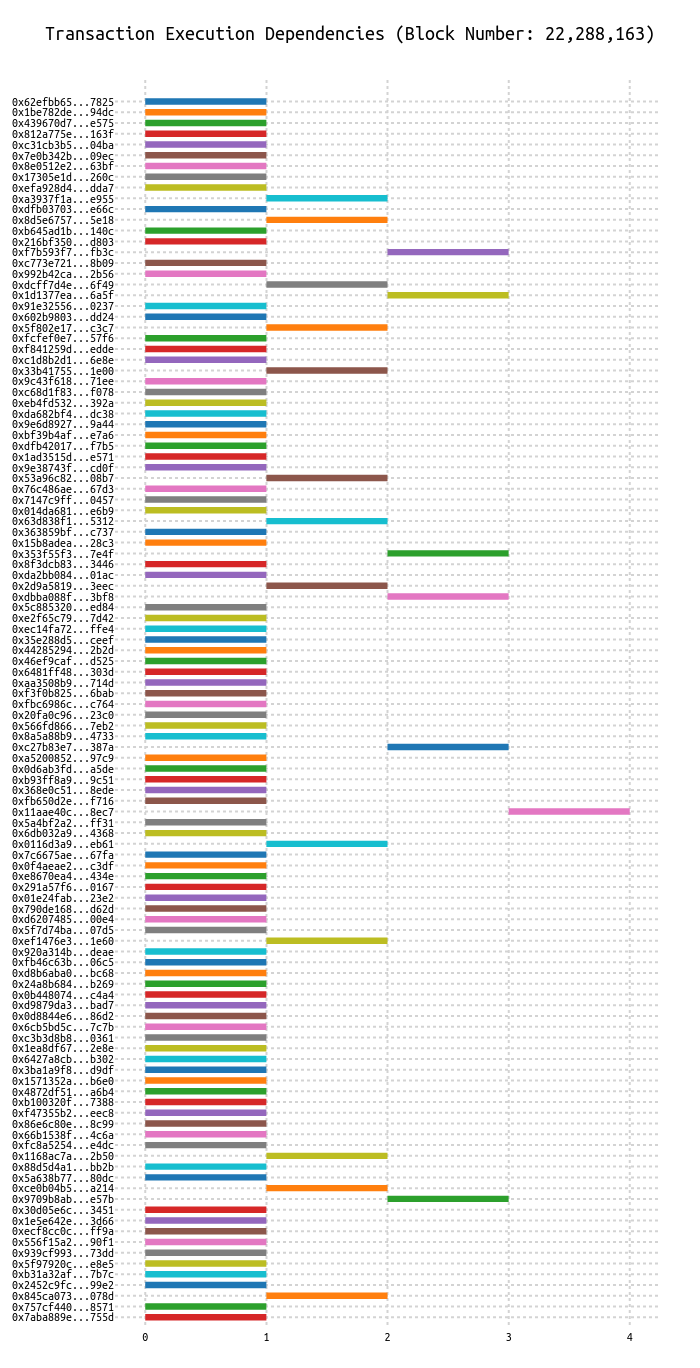 Transaction Execution Dependencies (Block Number: 22,288,163)
0x62efbb65...7825
0x1be782de...94dc
0x439670d7...e575
0x812a775e...163f
0xc31cb3b5...04ba
0x7e0b342b...09ec
0x8e0512e2...63bf
0x17305e1d...260c
0xefa928d4...dda7
0xa3937f1a...e955
0xdfb03703...e66c
0x8d5e6757...5e18
0xb645ad1b...140c
0x216bf350...d803
0xf7b593f7...fb3c
0xc773e721...8b09
0x992b42ca...2b56
0xdcff7d4e...6f49
0x1d1377ea...6a5f
0x91e32556...0237
0x602b9803...dd24
0x5f802e17...c3c7
0xfcfef0e7...57f6
0xf841259d...edde
0xc1d8b2d1...6e8e
0x33b41755...1e00
0x9c43f618...71ee
0xc68d1f83...f078
0xeb4fd532...392a
0xda682bf4...dc38
0x9e6d8927...9a44
0xbf39b4af...e7a6
0xdfb42017...f7b5
0x1ad3515d...e571
0x9e38743f...cd0f
0x53a96c82...08b7
0x76c486ae...67d3
0x7147c9ff...0457
0x014da681...e6b9
0x63d838f1...5312
0x363859bf...c737
0x15b8adea...28c3
0x353f55f3...7e4f
0x8f3dcb83...3446
0xda2bb084...01ac
0x2d9a5819...3eec
0xdbba088f...3bf8
0x5c885320...ed84
0xe2f65c79...7d42
0xec14fa72...ffe4
0x35e288d5...ceef
0x44285294...2b2d
0x46ef9caf...d525
0x6481ff48...303d
0xaa3508b9...714d
0xf3f0b825...6bab
0xfbc6986c...c764
0x20fa0c96...23c0
0x566fd866...7eb2
0x8a5a88b9...4733
0xc27b83e7...387a
0xa5200852...97c9
0x0d6ab3fd...a5de
0xb93ff8a9...9c51
0x368e0c51...8ede
0xfb650d2e...f716
0x11aae40c...8ec7
0x5a4bf2a2...ff31
0x6db032a9...4368
0x0116d3a9...eb61
0x7c6675ae...67fa
0x0f4aeae2...c3df
0xe8670ea4...434e
0x291a57f6...0167
0x01e24fab...23e2
0x790de168...d62d
0xd6207485...00e4
0x5f7d74ba...07d5
0xef1476e3...1e60
0x920a314b...deae
0xfb46c63b...06c5
0xd8b6aba0...bc68
0x24a8b684...b269
0x0b448074...c4a4
0xd9879da3...bad7
0x0d8844e6...86d2
0x6cb5bd5c...7c7b
0xc3b3d8b8...0361
0x1ea8df67...2e8e
0x6427a8cb...b302
0x3ba1a9f8...d9df
0x1571352a...b6e0
0x4872df51...a6b4
0xb100320f...7388
0xf47355b2...eec8
0x86e6c80e...8c99
0x66b1538f...4c6a
0xfc8a5254...e4dc
0x1168ac7a...2b50
0x88d5d4a1...bb2b
0x5a638b77...80dc
0xce0b04b5...a214
0x9709b8ab...e57b
0x30d05e6c...3451
0x1e5e642e...3d66
0xecf8cc0c...ff9a
0x556f15a2...90f1
0x939cf993...73dd
0x5f97920c...e8e5
0xb31a32af...7b7c
0x2452c9fc...99e2
0x845ca073...078d
0x757cf440...8571
0x7aba889e...755d
0 1 2 3 4